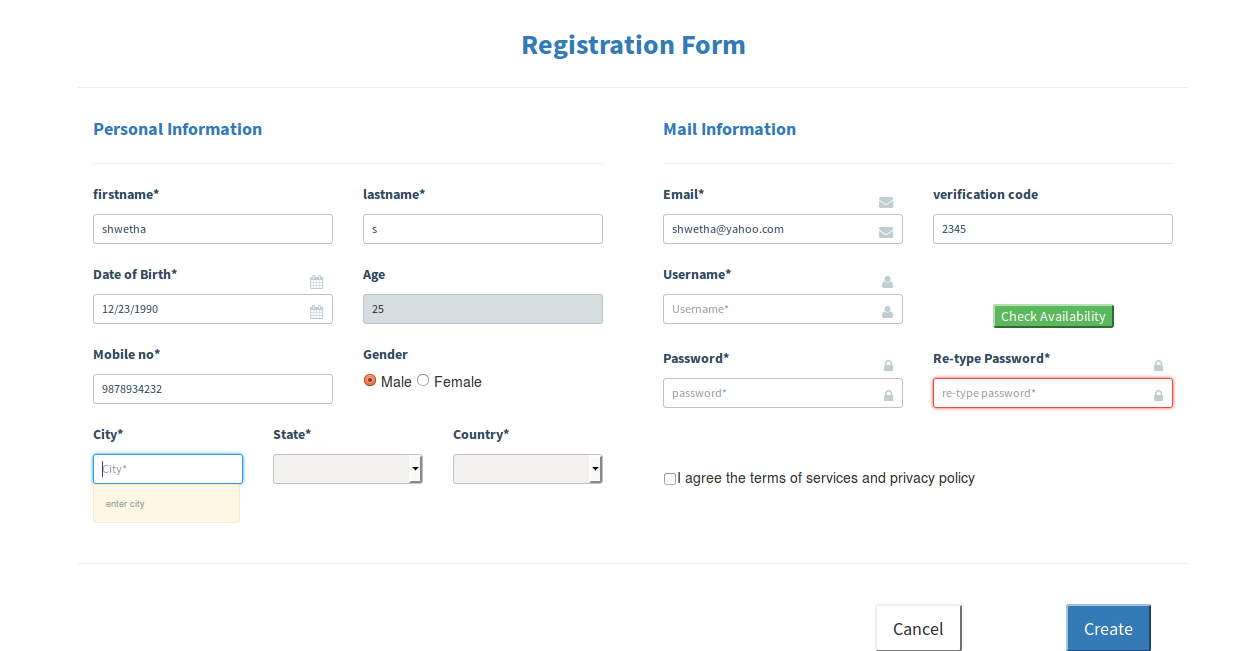 Registration Form
Personal Information
firstname*
lastname*
shwetha
s
Date of Birth*
Age
12/23/1990
25
Mobile no*
Gender
9878934232
Male Female
City*
State*
Country*
City*
enter city
Mail Information
Email*
verification code
shwetha@yahoo.com
2345
Username*
Username*
Check Availability
Password*
Re-type Password*
password*
re-type password*
I agree the terms of services and privacy policy
Cancel
Create